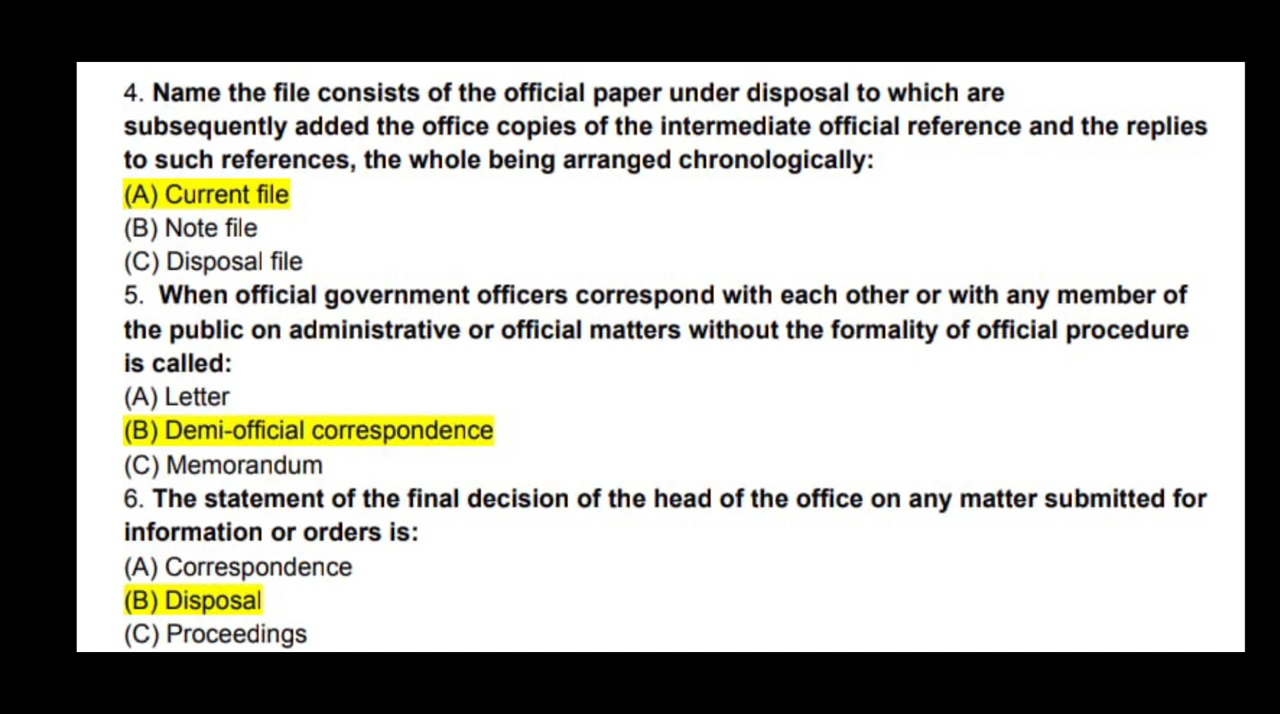 4. Name the file consists of the official paper under disposal to which are
subsequently added the office copies of the intermediate official reference and the replies
to such references, the whole being arranged chronologically:
(A) Current file
(B) Note file
(C) Disposal file
5. When official government officers correspond with each other or with any member of
the public on administrative or official matters without the formality of official procedure
is called:
(A) Letter
(B) Demi-official correspondence
(C) Memorandum
6. The statement of the final decision of the head of the office on any matter submitted for
information or orders is:
(A) Correspondence
(B) Disposal
(C) Proceedings